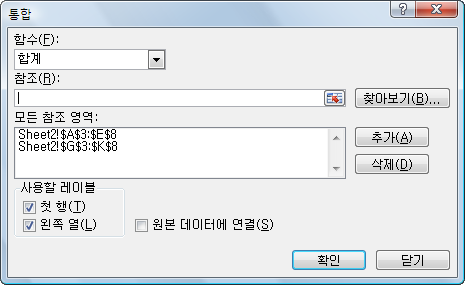 통합
함수(F):
합계
참조(R):
찾아보기(B)...
모든 참조 영역:
Sheet2!$A$3:$E$8
Sheet2!$G$3:$K$8
추가(A)
삭제(D)
사용할 레이블
첫 행(T)
왼쪽 열(L)
원본 데이터에 연결(S)
확인
닫기